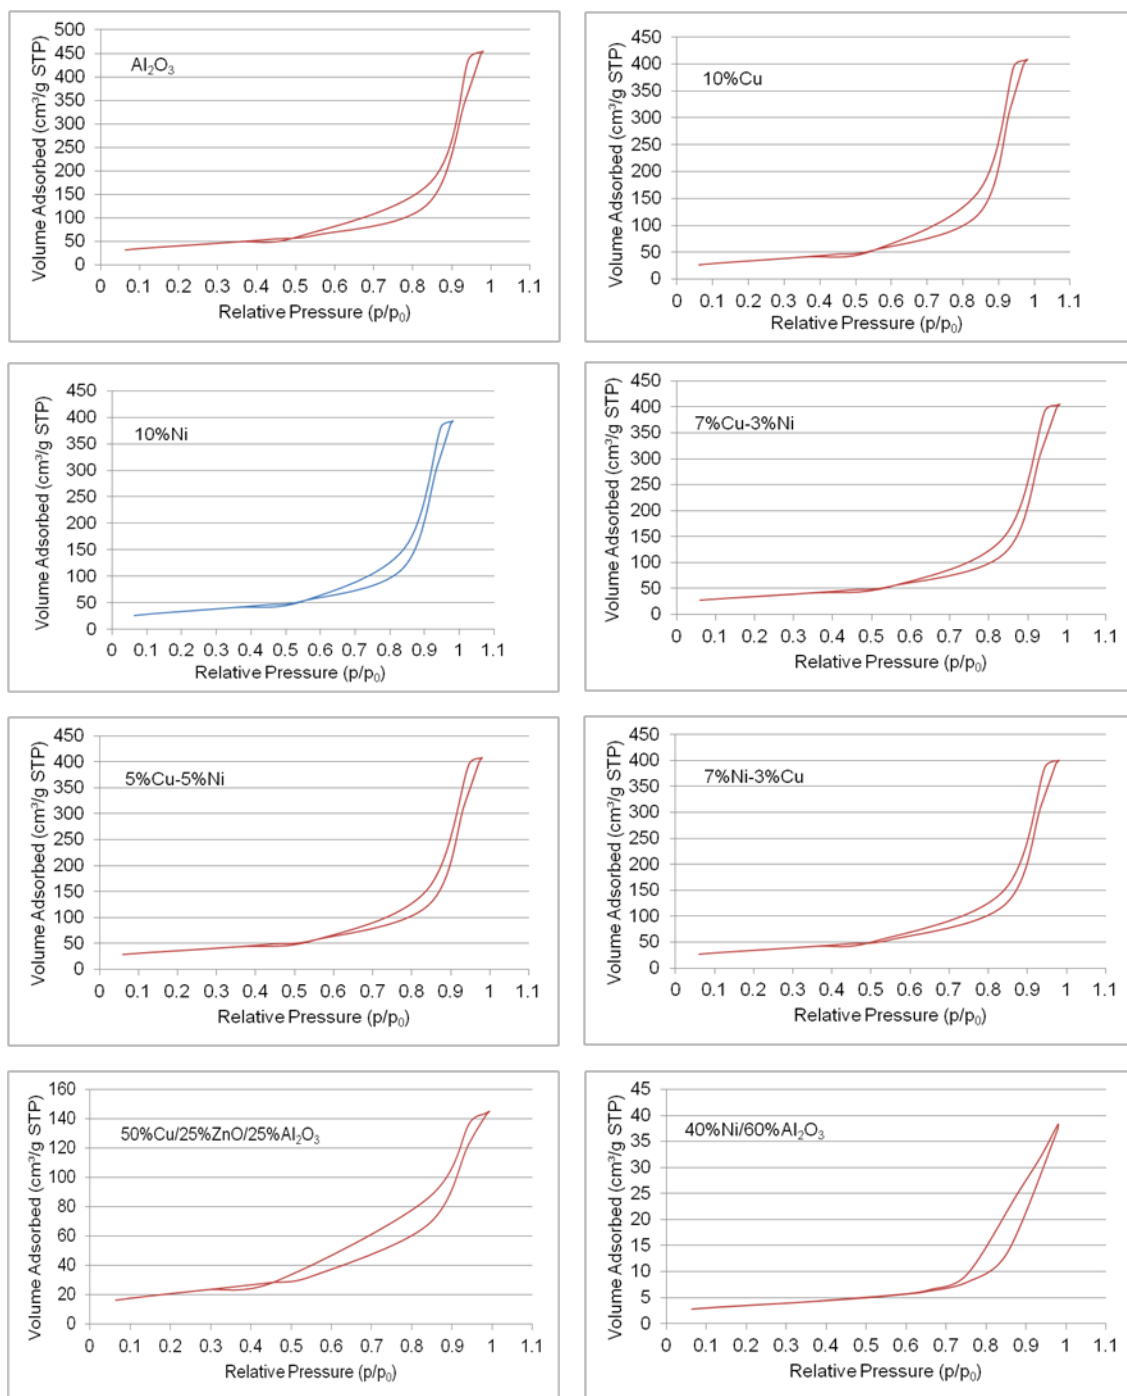 Volume Adsorbed (cm³/g STP)
500
450
400
350
300
250
200
150
100
50
0
Al₂O₃
0 0.1 0.2 0.3 0.4 0.5 0.6 0.7 0.8 0.9 1 1.1
Relative Pressure (p/p₀)
Volume Adsorbed (cm³/g STP)
450
400
350
300
250
200
150
100
50
0
10%Cu
0 0.1 0.2 0.3 0.4 0.5 0.6 0.7 0.8 0.9 1 1.1
Relative Pressure (p/p₀)
Volume Adsorbed (cm³/g STP)
450
400
350
300
250
200
150
100
50
0
10%Ni
0 0.1 0.2 0.3 0.4 0.5 0.6 0.7 0.8 0.9 1 1.1
Relative Pressure (p/p₀)
Volume Adsorbed (cm³/g STP)
450
400
350
300
250
200
150
100
50
0
7%Cu-3%Ni
0 0.1 0.2 0.3 0.4 0.5 0.6 0.7 0.8 0.9 1 1.1
Relative Pressure (p/p₀)
Volume Adsorbed (cm³/g STP)
450
400
350
300
250
200
150
100
50
0
5%Cu-5%Ni
0 0.1 0.2 0.3 0.4 0.5 0.6 0.7 0.8 0.9 1 1.1
Relative Pressure (p/p₀)
Volume Adsorbed (cm³/g STP)
450
400
350
300
250
200
150
100
50
0
7%Ni-3%Cu
0 0.1 0.2 0.3 0.4 0.5 0.6 0.7 0.8 0.9 1 1.1
Relative Pressure (p/p₀)
Volume Adsorbed (cm³/g STP)
160
140
120
100
80
60
40
20
0
50%Cu/25%ZnO/25%Al₂O₃
0 0.1 0.2 0.3 0.4 0.5 0.6 0.7 0.8 0.9 1 1.1
Relative Pressure (p/p₀)
Volume Adsorbed (cm³/g STP)
45
40
35
30
25
20
15
10
5
0
40%Ni/60%Al₂O₃
0 0.1 0.2 0.3 0.4 0.5 0.6 0.7 0.8 0.9 1 1.1
Relative Pressure (p/p₀)